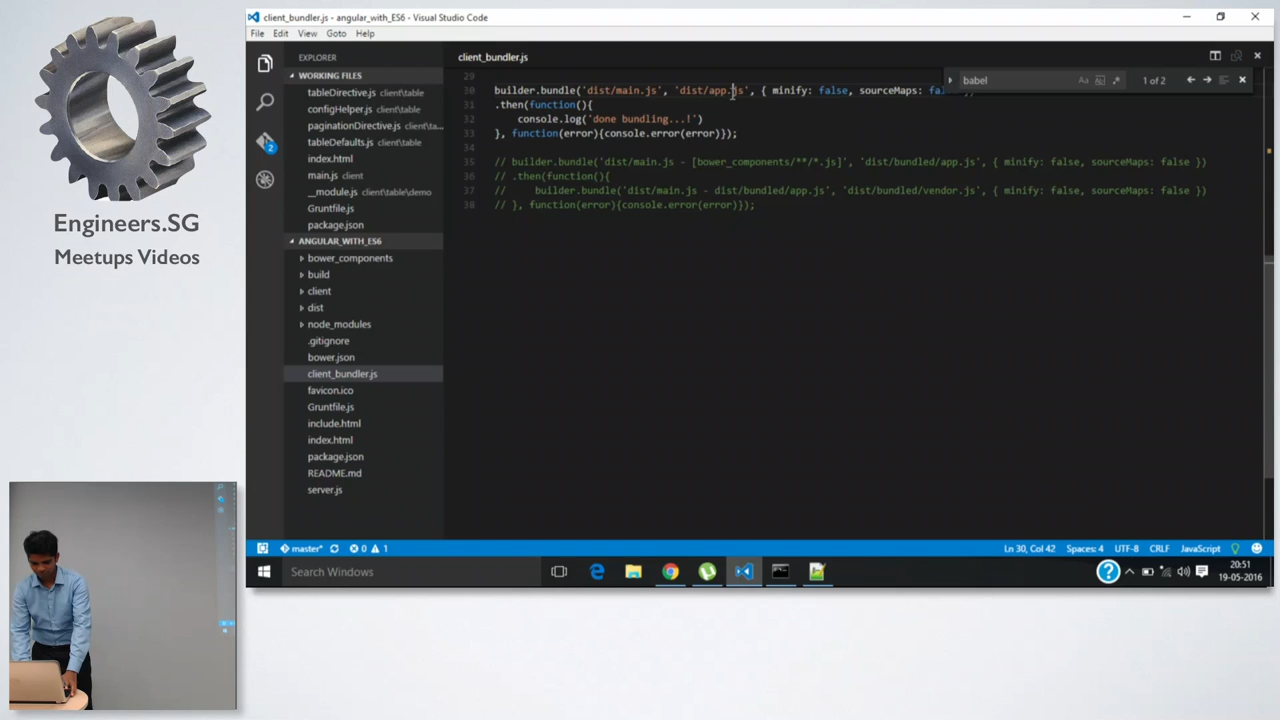 client_bundler.js - angular_with_ES6 - Visual Studio Code
File Edit View Goto Help
EXPLORER
client_bundler.js
WORKING FILES
tableDirective.js client\table
configHelper.js client\table
paginationDirective.js client\ta...
tableDefaults.js client\table
index.html
main.js client\table
__module.js client\table\demo
Gruntfile.js
package.json
ANGULAR_WITH_ES6
bower_components
build
client
dist
node_modules
.gitignore
bower.json
client_bundler.js
favicon.ico
Gruntfile.js
include.html
index.html
package.json
README.md
server.js
babel
1 of 2
29
30 builder.bundle('dist/main.js', 'dist/app.js', { minify: false, sourceMaps:
31 .then(function(){
32 console.log('done bundling...!')
33 }, function(error){console.error(error)});
34
35 // builder.bundle('dist/main.js - [bower_components/**/*.js]', 'dist/bundled/app.js', { minify: false, sourceMaps: false })
36 // .then(function(){
37 // builder.bundle('dist/main.js - dist/bundled/app.js', 'dist/bundled/vendor.js', { minify: false, sourceMaps: false })
38 // }, function(error){console.error(error)});
master* 0 1
Ln 30, Col 42 Spaces: 4 UTF-8 CRLF JavaScript
Search Windows
20:51
19-05-2016
Engineers.SG
Meetups Videos